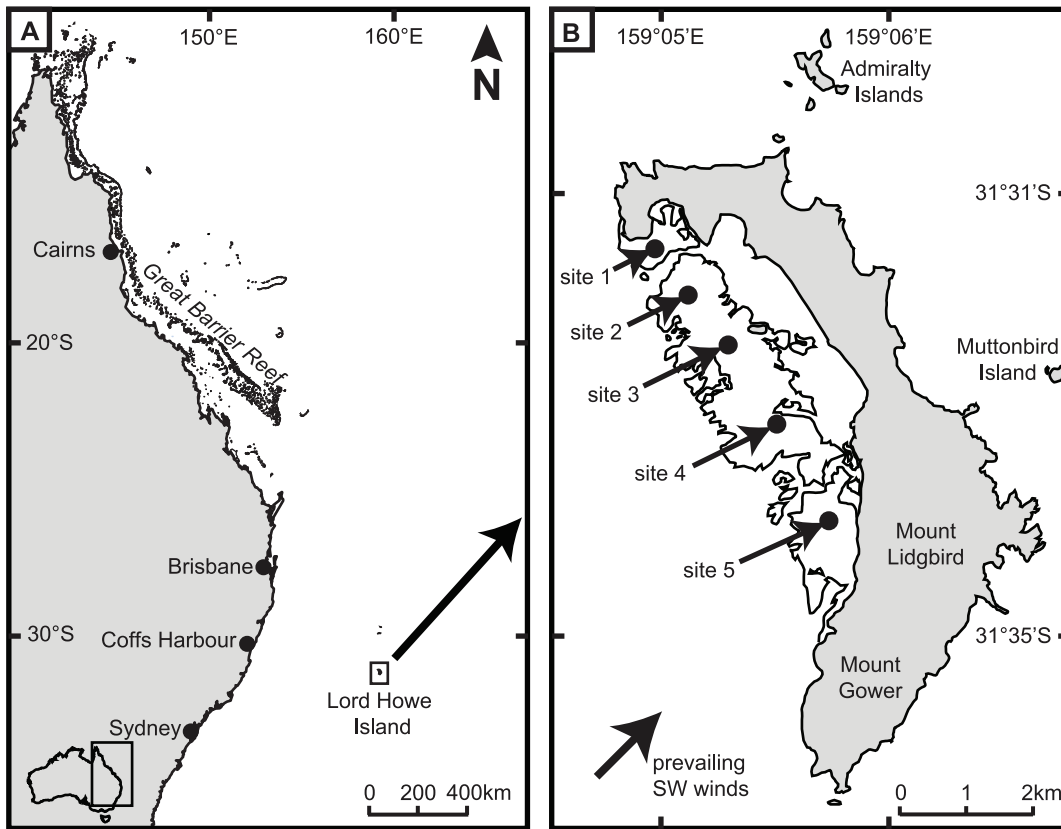 A
150°E
160°E
N
Cairns
Great Barrier Reef
20°S
Brisbane
30°S
Coffs Harbour
Lord Howe
Island
Sydney
0 200 400km
B
159°05'E
159°06'E
Admiralty
Islands
31°31'S
site 1
site 2
Muttonbird
Island
site 3
site 4
Mount
Lidgbird
site 5
31°35'S
Mount
Gower
prevailing
SW winds
0 1 2km